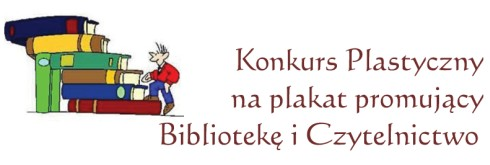 Konkurs Plastyczny
na plakat promujący
Bibliotekę i Czytelnictwo